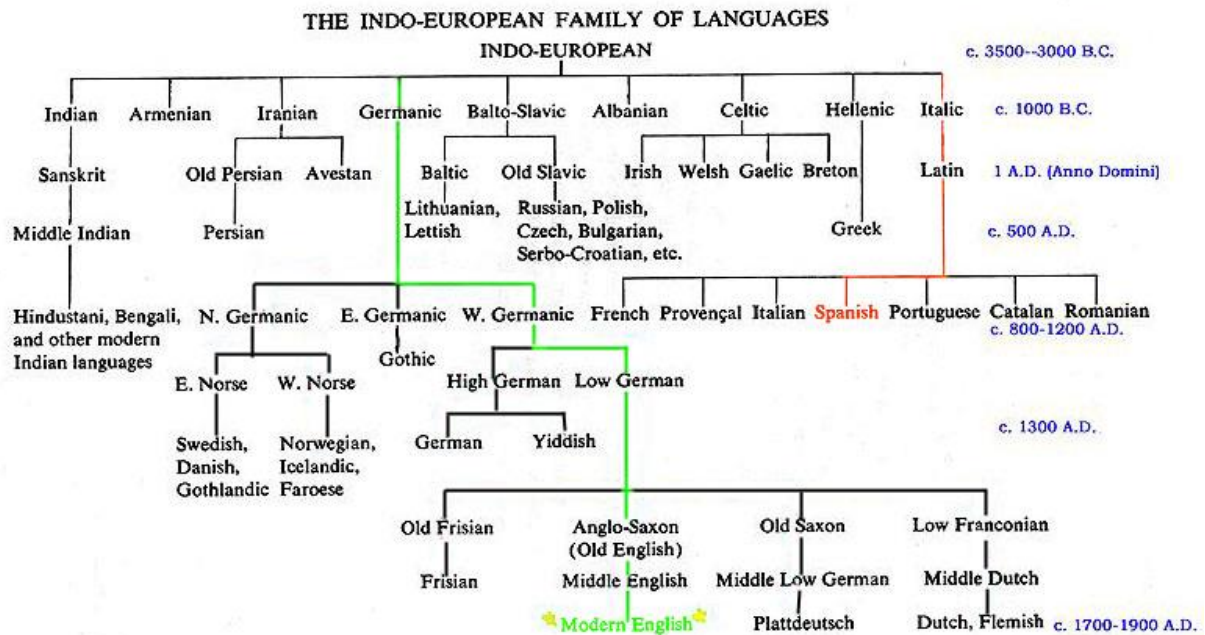 THE INDO-EUROPEAN FAMILY OF LANGUAGES
INDO-EUROPEAN
c. 3500--3000 B.C.
Indian Armenian Iranian Germanic Balto-Slavic Albanian Celtic Hellenic Italic c. 1000 B.C.
Sanskrit Old Persian Avestan Baltic Old Slavic Irish Welsh Gaelic Breton Latin 1 A.D. (Anno Domini)
Lithuanian, Russian, Polish,
Middle Indian Persian Lettish Czech, Bulgarian, Greek c. 500 A.D.
Serbo-Croatian, etc.
Hindustani, Bengali, N. Germanic E. Germanic W. Germanic French Provençal Italian Spanish Portuguese Catalan Romanian
and other modern c. 800-1200 A.D.
Indian languages Gothic
E. Norse W. Norse High German Low German
Swedish, Norwegian, German Yiddish c. 1300 A.D.
Danish, Icelandic,
Gothlandic Faroese
Old Frisian Anglo-Saxon Old Saxon Low Franconian
(Old English)
Frisian Middle English Middle Low German Middle Dutch
Modern English Plattdeutsch Dutch, Flemish c. 1700-1900 A.D.